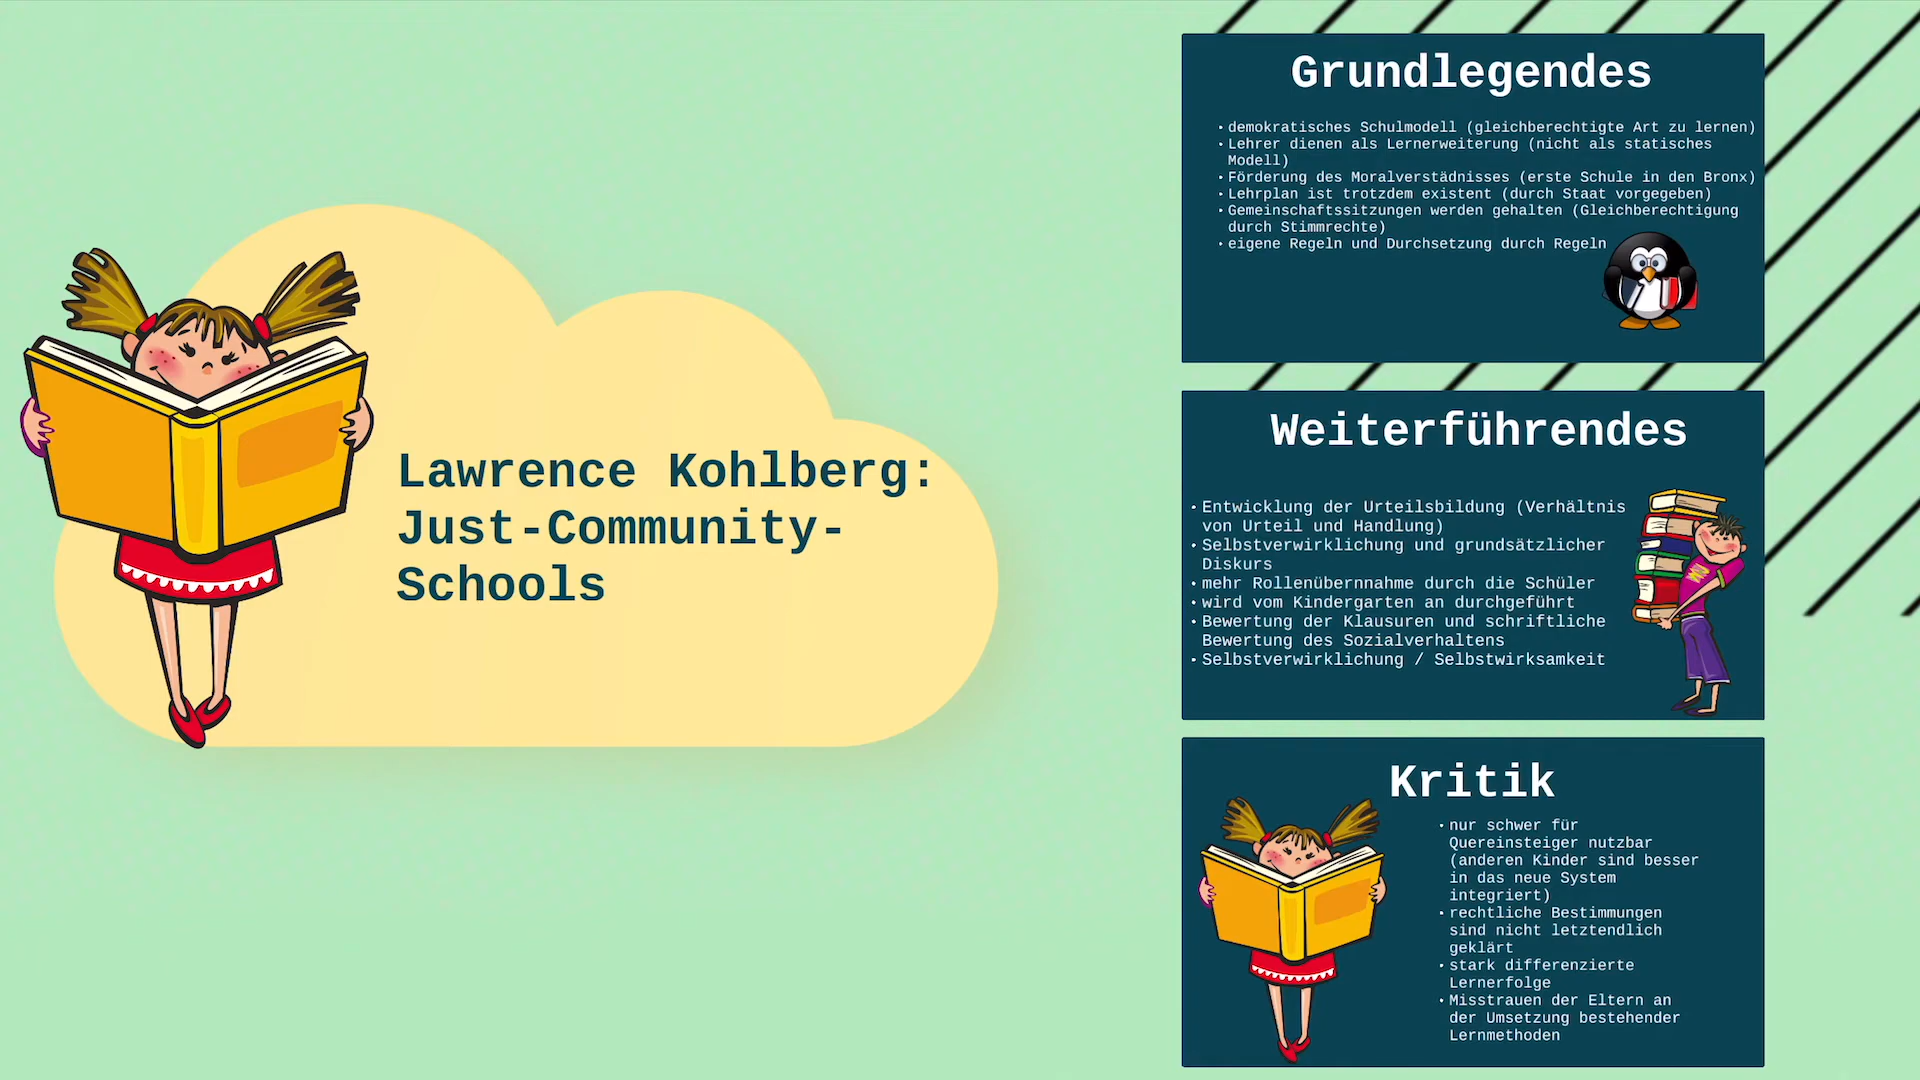 Lawrence Kohlberg:
Just-Community-
Schools
Grundlegendes
• demokratisches Schulmodell (gleichberechtigte Art zu lernen)
• Lehrer dienen als Lernerweiterung (nicht als statisches
Modell)
• Förderung des Moralverstädnisses (erste Schule in den Bronx)
• Lehrplan ist trotzdem existent (durch Staat vorgegeben)
• Gemeinschaftssitzungen werden gehalten (Gleichberechtigung
durch Stimmrechte)
• eigene Regeln und Durchsetzung durch Regeln
Weiterführendes
• Entwicklung der Urteilsbildung (Verhältnis
von Urteil und Handlung)
• Selbstverwirklichung und grundsätzlicher
Diskurs
• mehr Rollenübernnahme durch die Schüler
• wird vom Kindergarten an durchgeführt
• Bewertung der Klausuren und schriftliche
Bewertung des Sozialverhaltens
• Selbstverwirklichung / Selbstwirksamkeit
Kritik
• nur schwer für
Quereinsteiger nutzbar
(anderen Kinder sind besser
in das neue System
integriert)
• rechtliche Bestimmungen
sind nicht letztendlich
geklärt
• stark differenzierte
Lernerfolge
• Misstrauen der Eltern an
der Umsetzung bestehender
Lernmethoden